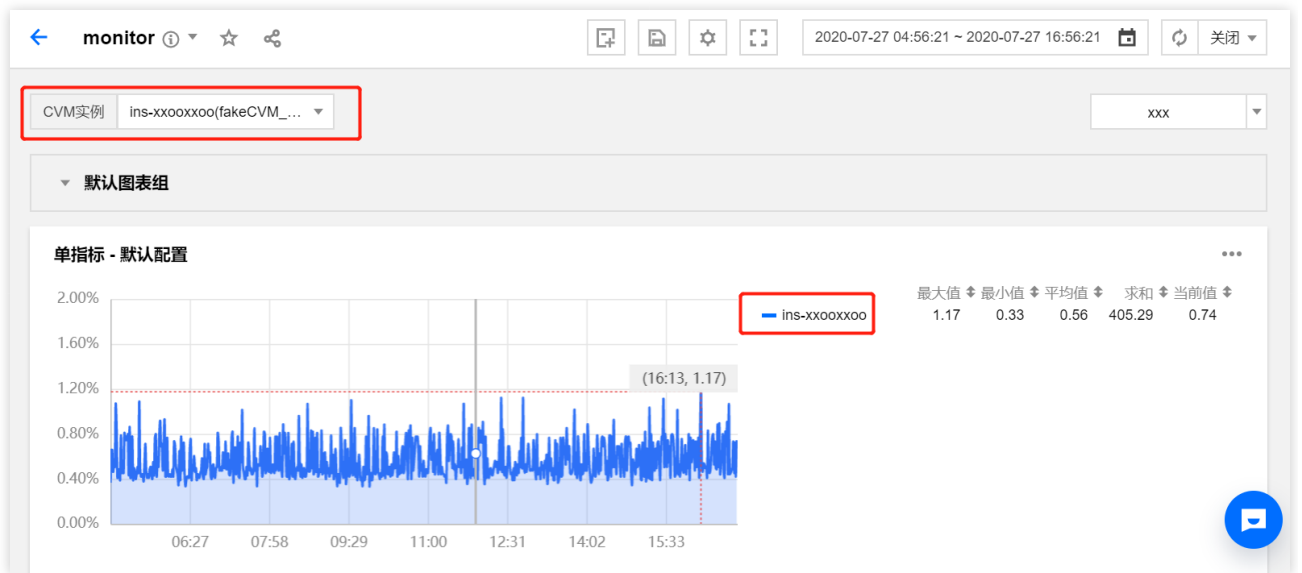 monitor
2020-07-27 04:56:21 ~ 2020-07-27 16:56:21
关闭
CVM实例
ins-xxooxxoo(fakeCVM_...
xxx
默认图表组
单指标 - 默认配置
最大值 最小值 平均值 求和 当前值
ins-xxooxxoo 1.17 0.33 0.56 405.29 0.74
2.00%
1.60%
1.20%
0.80%
0.40%
0.00%
(16:13, 1.17)
06:27 07:58 09:29 11:00 12:31 14:02 15:33